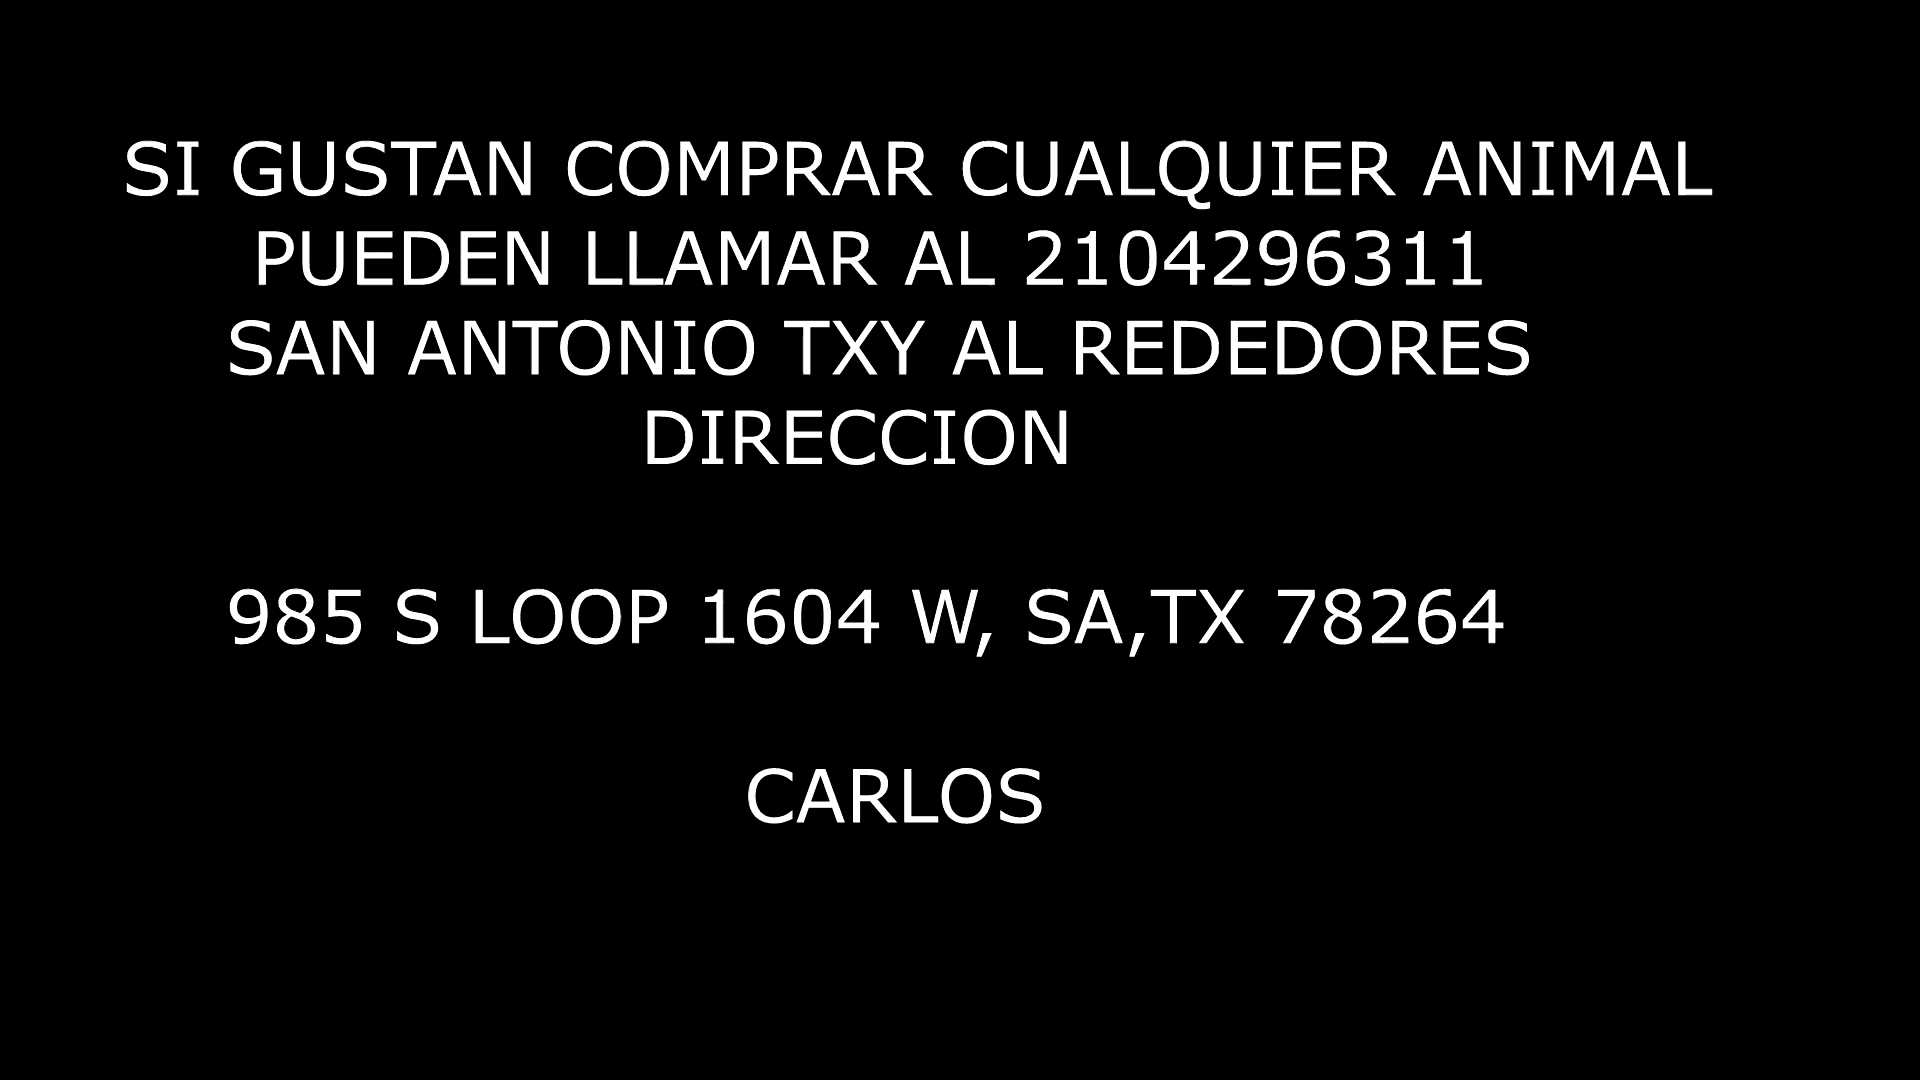 SI GUSTAN COMPRAR CUALQUIER ANIMAL
PUEDEN LLAMAR AL 2104296311
SAN ANTONIO TXY AL REDEDORES
DIRECCION
985 S LOOP 1604 W, SA,TX 78264
CARLOS